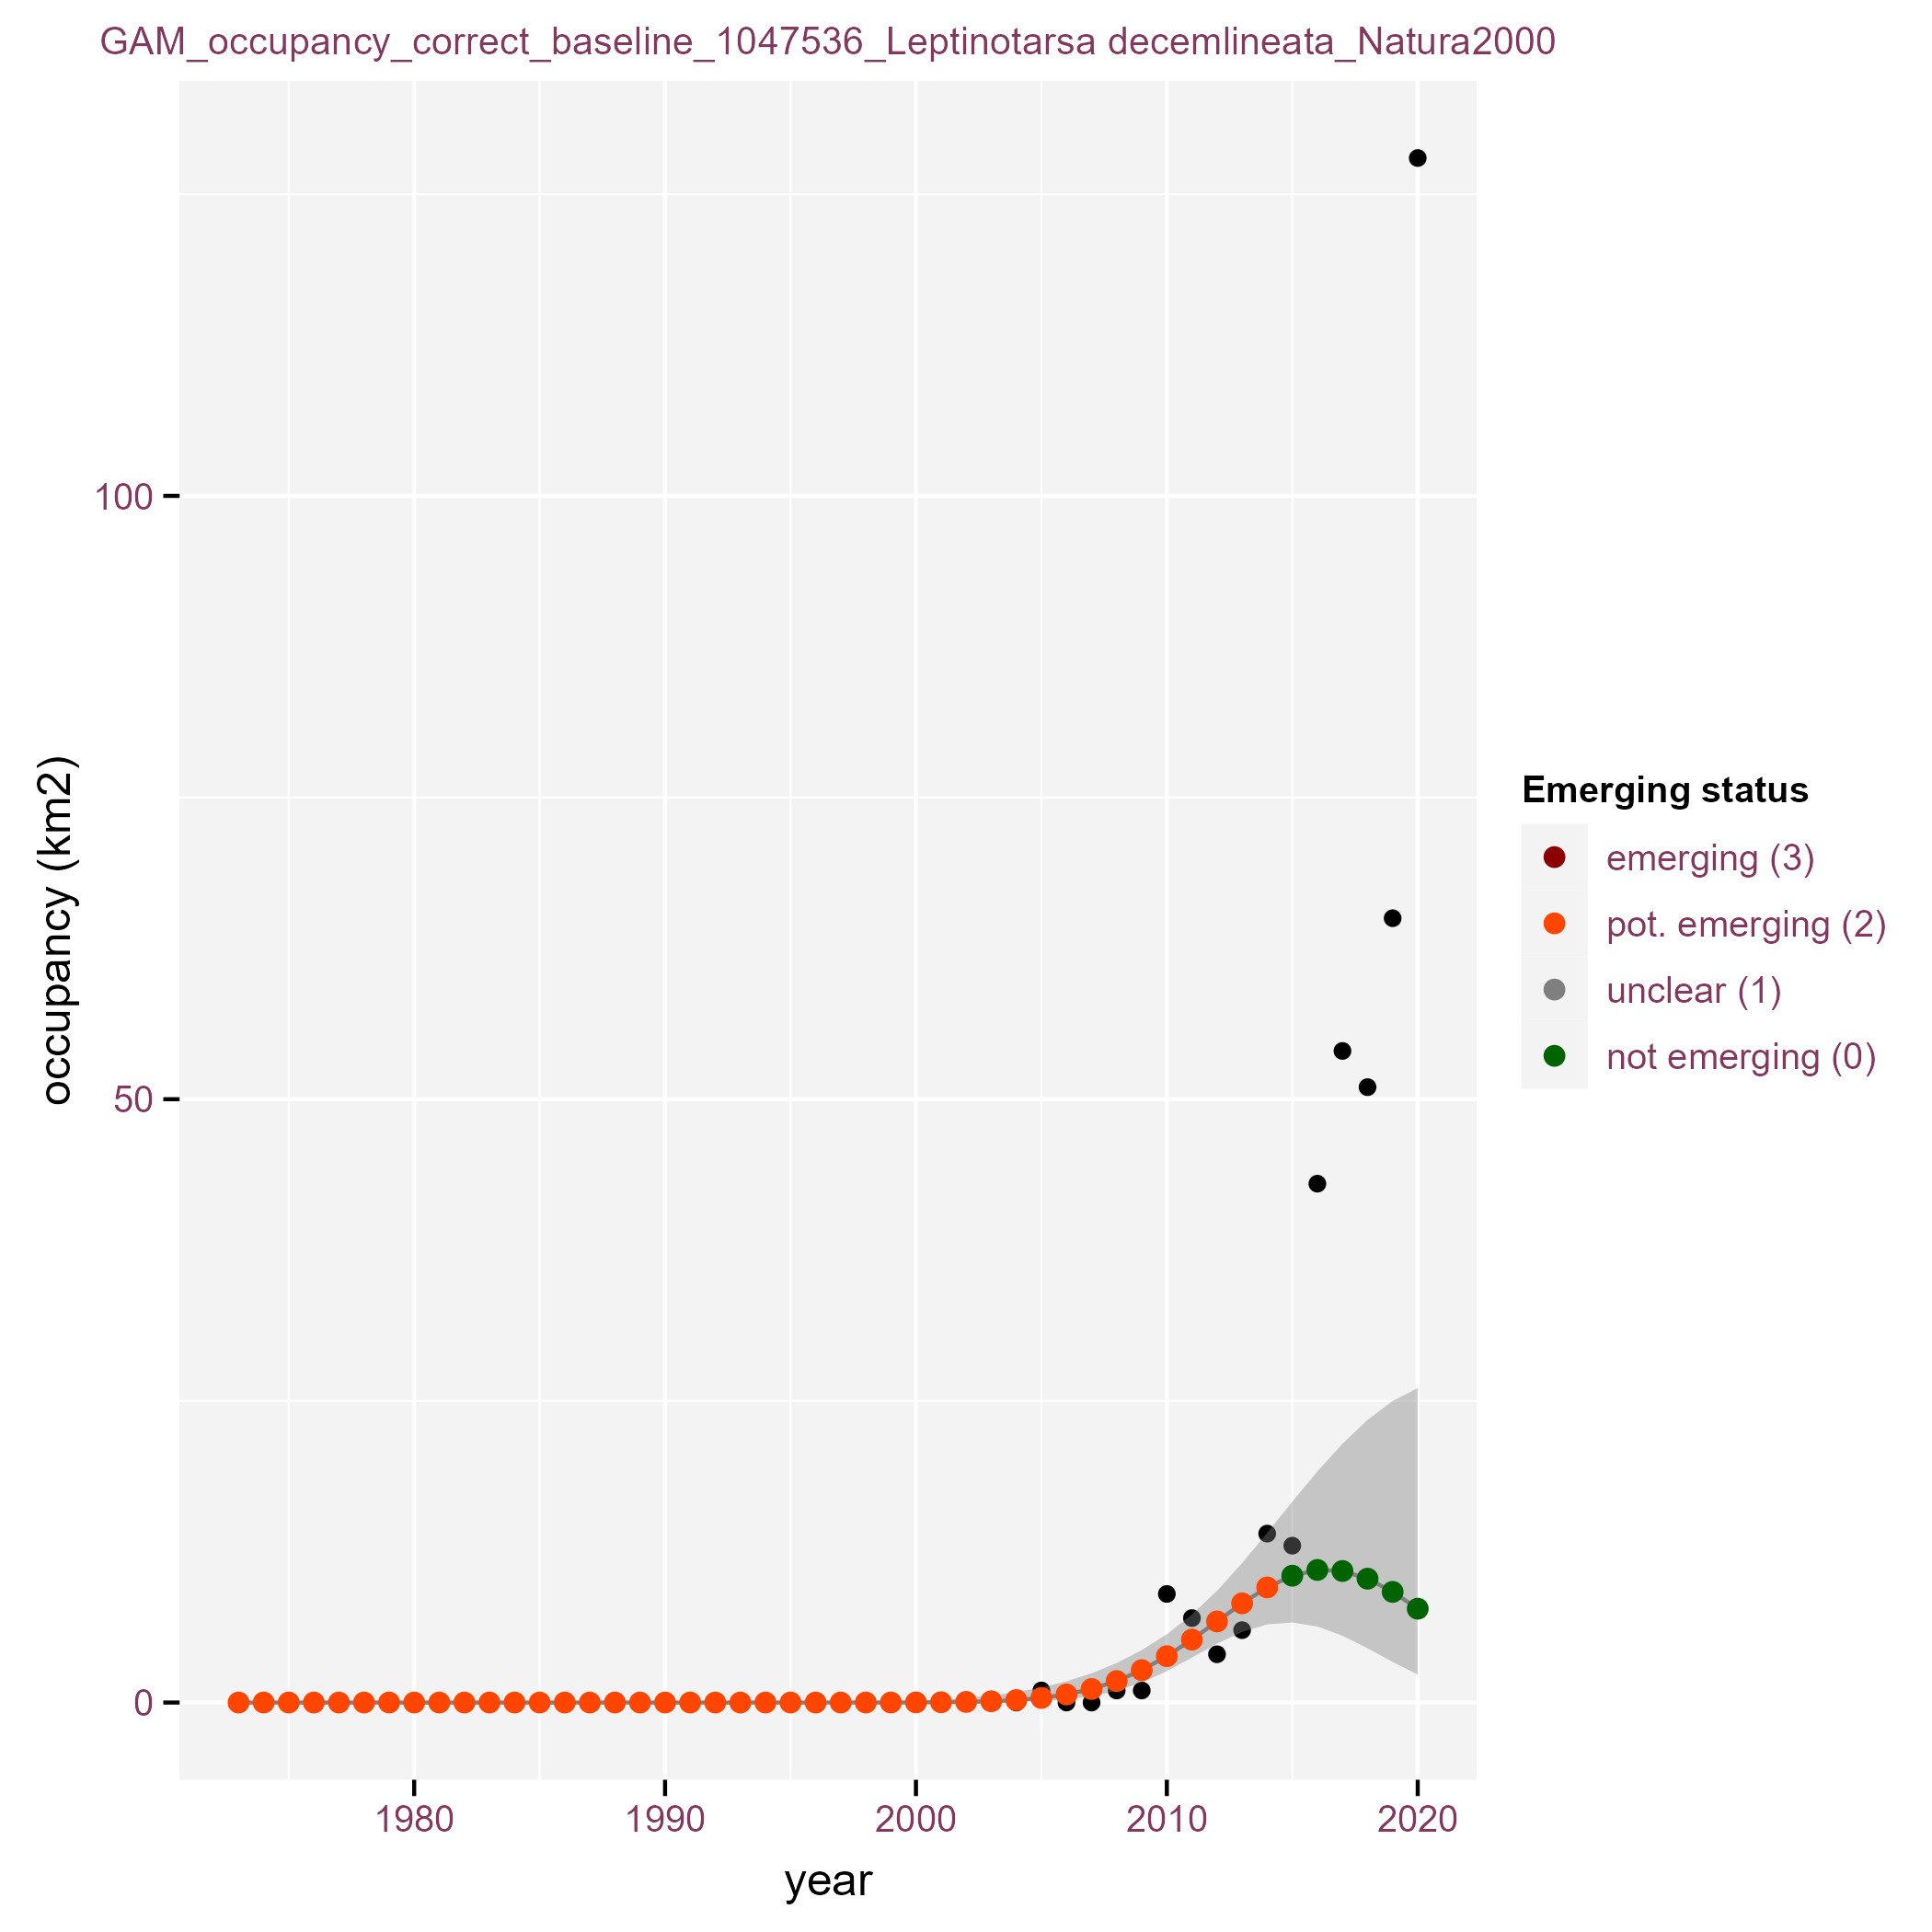 GAM_occupancy_correct_baseline_1047536_Leptinotarsa decemlineata_Natura2000
100
50
0
occupancy (km2)
1980
1990
2000
2010
2020
year
Emerging status
emerging (3)
pot. emerging (2)
unclear (1)
not emerging (0)